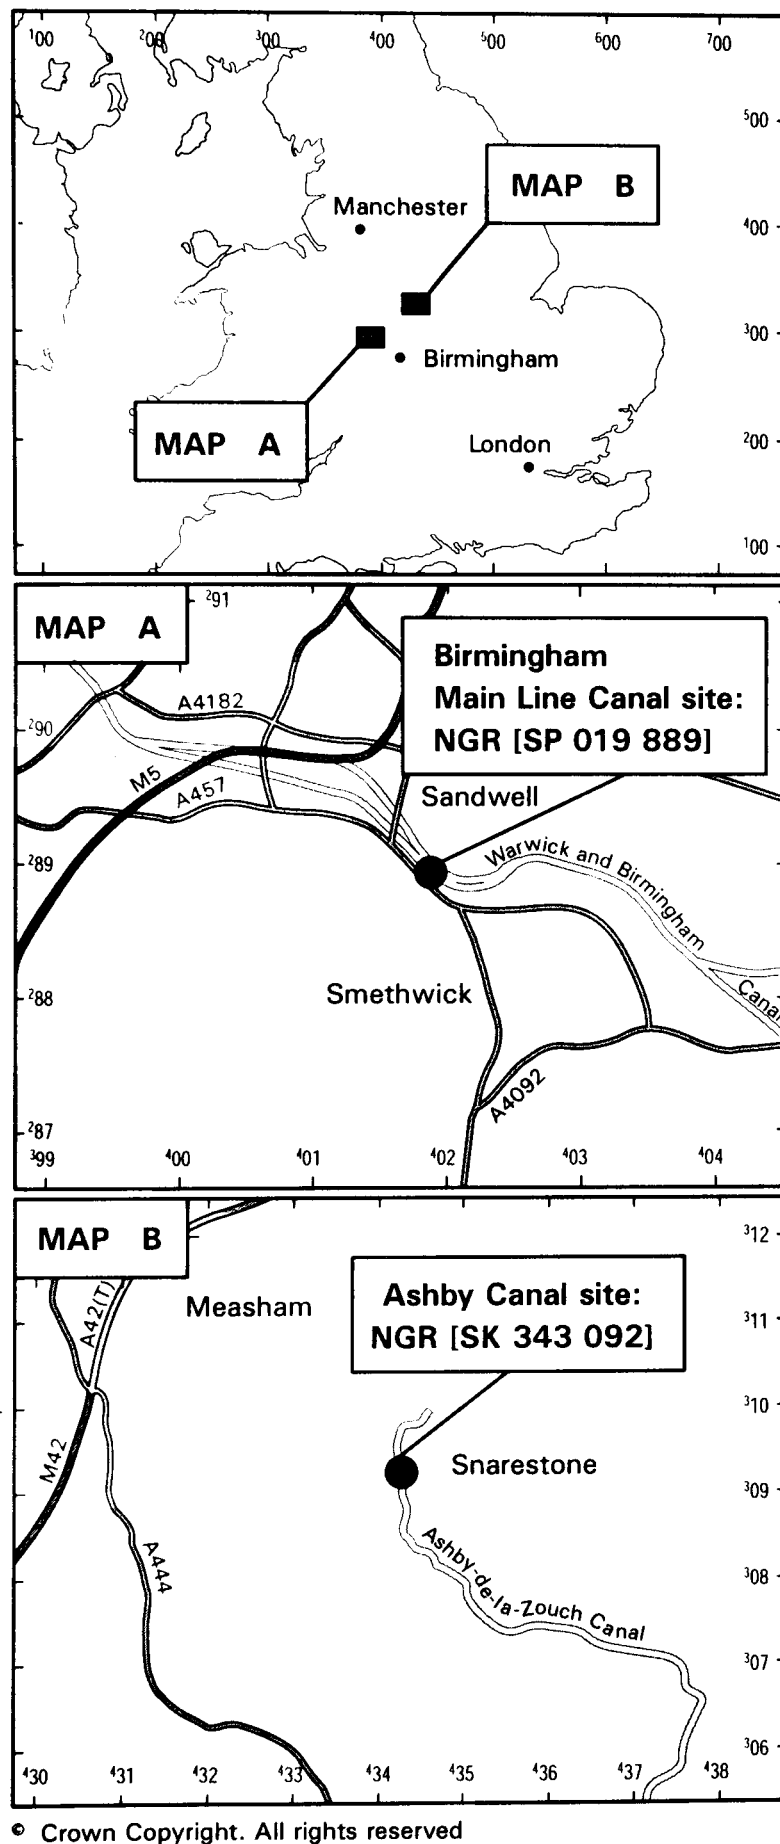 100 200 300 400 500 600 700
500
MAP B
Manchester
400
300
Birmingham
MAP A
London
200
100
MAP A
291
Birmingham
Main Line Canal site:
NGR [SP 019 889]
A4182
290
M5
A457
Sandwell
289
Warwick and Birmingham
Canal
Smethwick
288
A4092
287
399 400 401 402 403 404
MAP B
312
A42(T)
Measham
Ashby Canal site:
NGR [SK 343 092]
311
310
M42
Snarestone
309
A444
Ashby-de-la-Zouch Canal
308
307
306
430 431 432 433 434 435 436 437 438
© Crown Copyright. All rights reserved